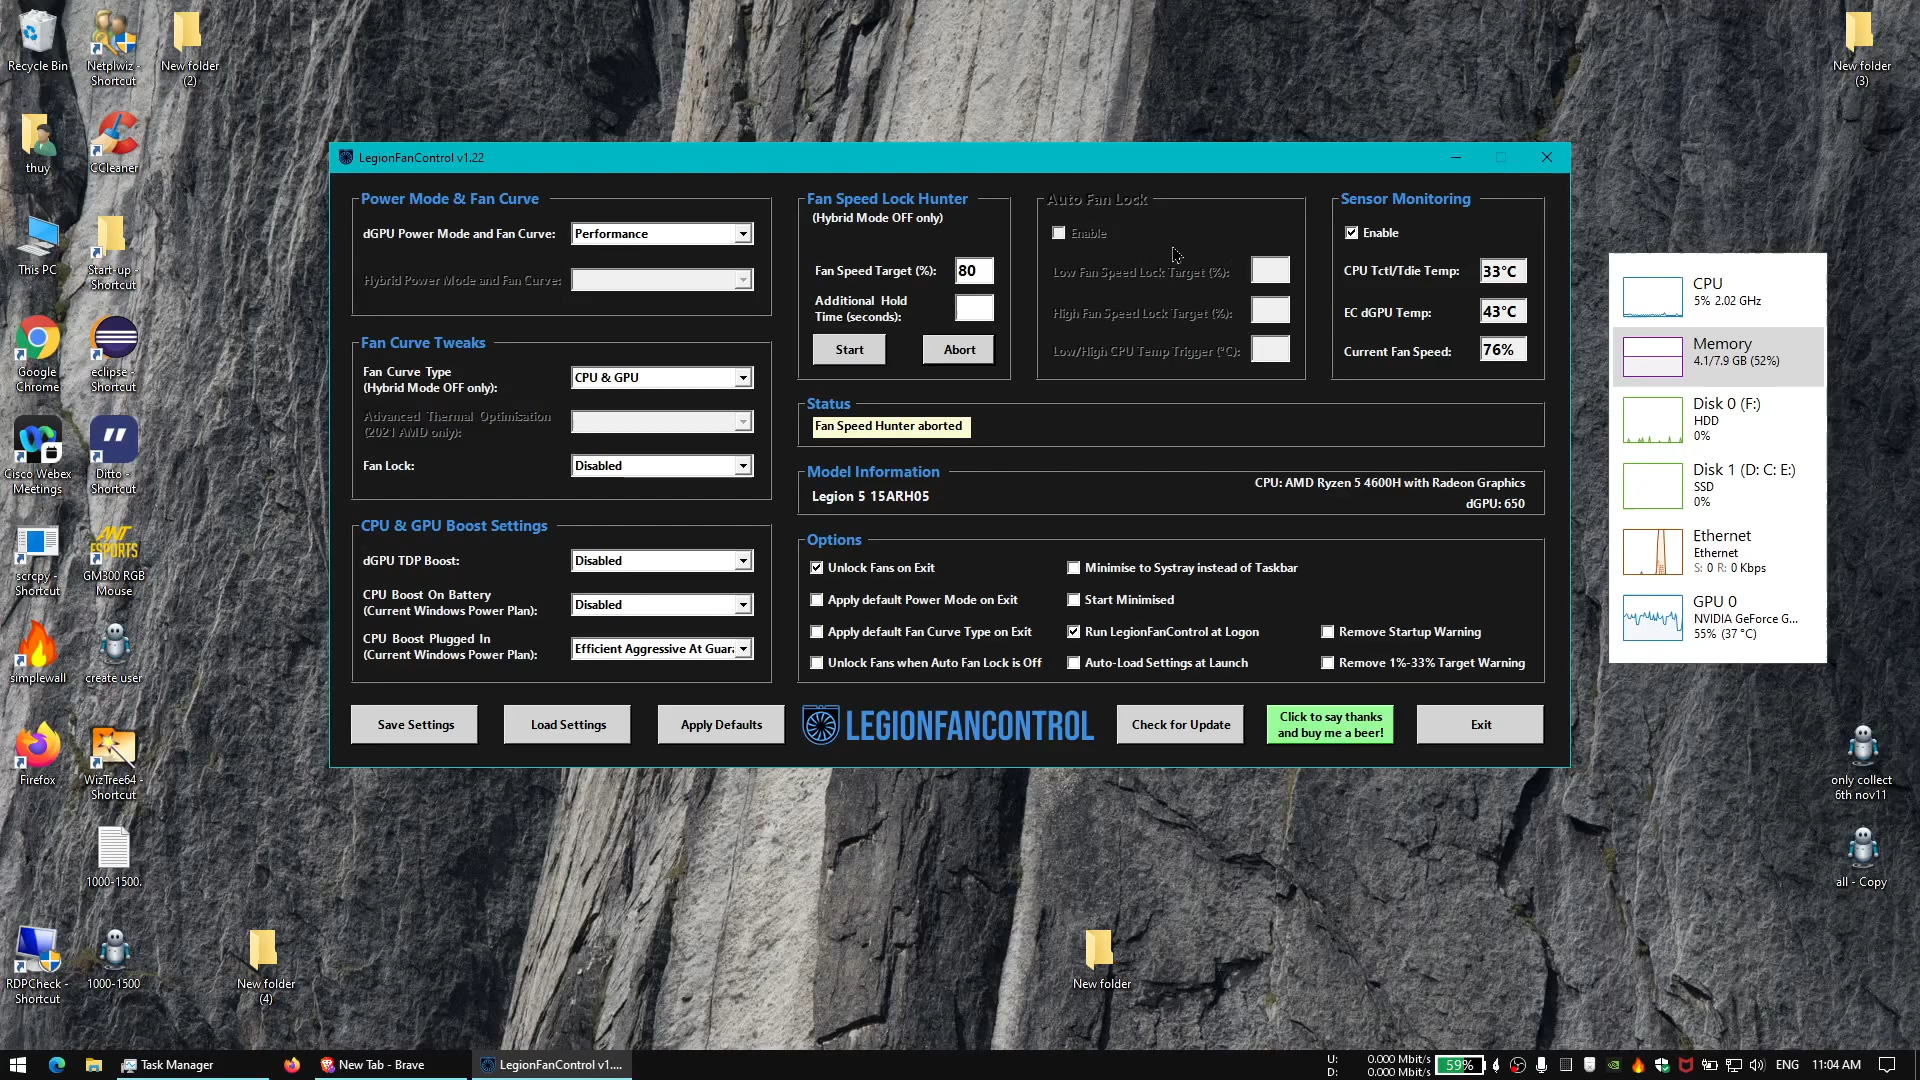 Recycle Bin
Netplwiz -
Shortcut
New folder
(2)
New folder
(3)
thuy
CCleaner
This PC
Start-up -
Shortcut
Google
Chrome
eclipse -
Shortcut
Cisco Webex
Meetings
Ditto -
Shortcut
scrcpy -
Shortcut
ANT
ESPORTS
GM300 RGB
Mouse
simplewall
create user
Firefox
WizTree64 -
Shortcut
1000-1500.
RDPCheck -
Shortcut
1000-1500
New folder
(4)
New folder
only collect
6th nov11
all - Copy
LegionFanControl v1.22
Power Mode & Fan Curve
dGPU Power Mode and Fan Curve:
Performance
Hybrid Power Mode and Fan Curve:
Fan Curve Tweaks
Fan Curve Type
(Hybrid Mode OFF only):
CPU & GPU
Advanced Thermal Optimisation
(2021 AMD only):
Fan Lock:
Disabled
CPU & GPU Boost Settings
dGPU TDP Boost:
Disabled
CPU Boost On Battery
(Current Windows Power Plan):
Disabled
CPU Boost Plugged In
(Current Windows Power Plan):
Efficient Aggressive At Guar
Fan Speed Lock Hunter
(Hybrid Mode OFF only)
Fan Speed Target (%):
80
Additional Hold
Time (seconds):
Start
Abort
Auto Fan Lock
Enable
Low Fan Speed Lock Target (%):
High Fan Speed Lock Target (%):
Low/High CPU Temp Trigger (°C):
Sensor Monitoring
Enable
CPU Tctl/Tdie Temp:
33°C
EC dGPU Temp:
43°C
Current Fan Speed:
76%
Status
Fan Speed Hunter aborted
Model Information
Legion 5 15ARH05
CPU: AMD Ryzen 5 4600H with Radeon Graphics
dGPU: 650
Options
Unlock Fans on Exit
Minimise to Systray instead of Taskbar
Apply default Power Mode on Exit
Start Minimised
Apply default Fan Curve Type on Exit
Run LegionFanControl at Logon
Remove Startup Warning
Unlock Fans when Auto Fan Lock is Off
Auto-Load Settings at Launch
Remove 1%-33% Target Warning
Save Settings
Load Settings
Apply Defaults
LEGIONFANCONTROL
Check for Update
Click to say thanks
and buy me a beer!
Exit
CPU
5% 2.02 GHz
Memory
4.1/7.9 GB (52%)
Disk 0 (F:)
HDD
0%
Disk 1 (D: C: E:)
SSD
0%
Ethernet
Ethernet
S: 0 R: 0 Kbps
GPU 0
NVIDIA GeForce G...
55% (37 °C)
Task Manager
New Tab - Brave
LegionFanControl v1....
U: 0.000 Mbit/s
D: 0.000 Mbit/s
59%
ENG
11:04 AM